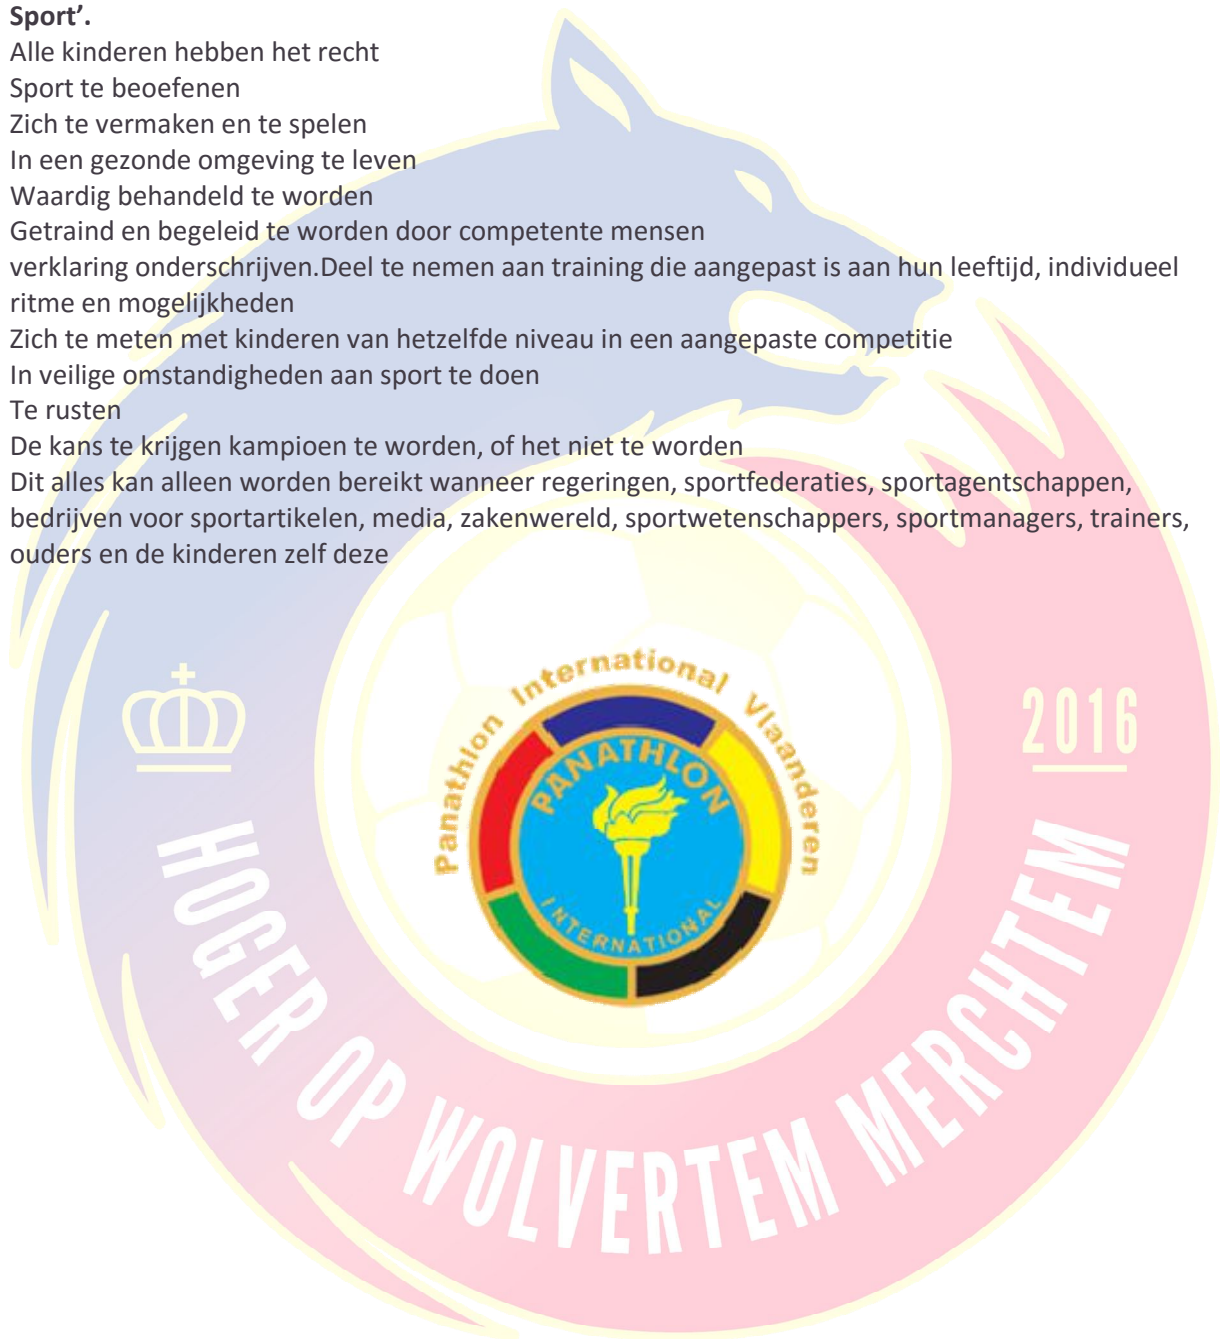 Sport’.
Alle kinderen hebben het recht
Sport te beoefenen
Zich te vermaken en te spelen
In een gezonde omgeving te leven
Waardig behandeld te worden
Getraind en begeleid te worden door competente mensen
verklaring onderschrijven.Deel te nemen aan training die aangepast is aan hun leeftijd, individueel
ritme en mogelijkheden
Zich te meten met kinderen van hetzelfde niveau in een aangepaste competitie
In veilige omstandigheden aan sport te doen
Te rusten
De kans te krijgen kampioen te worden, of het niet te worden
Dit alles kan alleen worden bereikt wanneer regeringen, sportfederaties, sportagentschappen,
bedrijven voor sportartikelen, media, zakenwereld, sportwetenschappers, sportmanagers, trainers,
ouders en de kinderen zelf deze
Panathlon International Vlaanderen
PANATHLON
INTERNATIONAL
2016
HOGER OP WOLVERTEM MERCHTEM